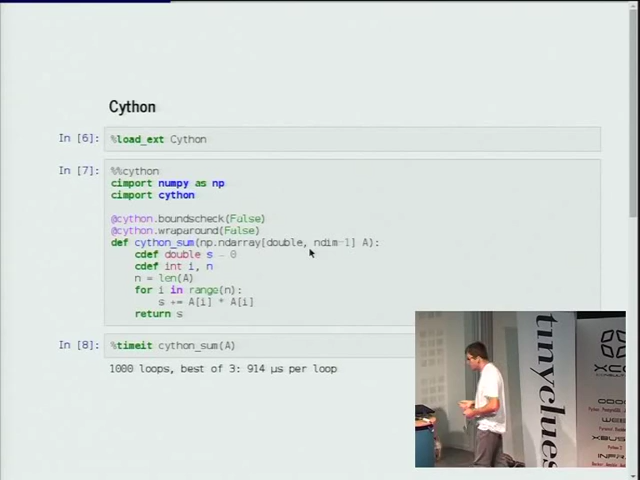 Cython
In [6]: %load_ext Cython
In [7]: %%cython
cimport numpy as np
import cython
@cython.boundscheck(False)
@cython.wraparound(False)
def cython_sum(np.ndarray[double, ndim=1] A):
cdef double s = 0
cdef int i, n
n = len(A)
for i in range(n):
s += A[i] * A[i]
return s
In [8]: %timeit cython_sum(A)
1000 loops, best of 3: 914 µs per loop
tinyclues